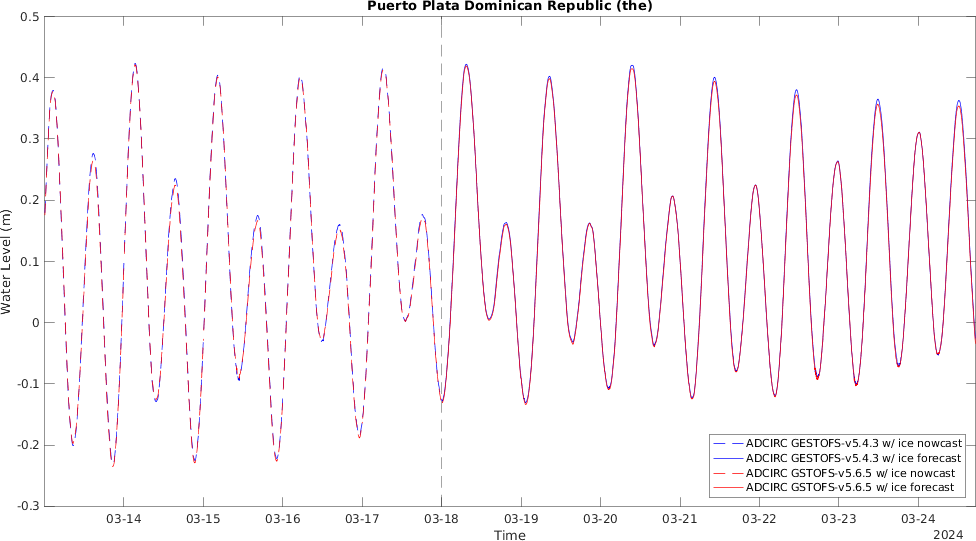 Puerto Plata Dominican Republic (the)
0.5
0.4
0.3
0.2
0.1
0
-0.1
-0.2
-0.3
Water Level (m)
ADCIRC GESTOFS-v5.4.3 w/ ice nowcast
ADCIRC GESTOFS-v5.4.3 w/ ice forecast
ADCIRC GSTOFS-v5.6.5 w/ ice nowcast
ADCIRC GSTOFS-v5.6.5 w/ ice forecast
03-14 03-15 03-16 03-17 03-18 03-19 03-20 03-21 03-22 03-23 03-24
Time
2024